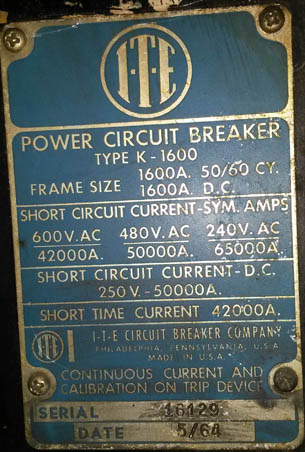 I-T-E
POWER CIRCUIT BREAKER
TYPE K-1600
FRAME SIZE 1600A. 50/60 CY.
1600A. D.C.
SHORT CIRCUIT CURRENT-SYM. AMPS
600V. AC 480V. AC 240V. AC
42000A. 50000A. 65000A.
SHORT CIRCUIT CURRENT-D.C.
250V.-50000A.
SHORT TIME CURRENT 42000A.
ITE I-T-E CIRCUIT BREAKER COMPANY
PHILADELPHIA, PENNSYLVANIA, U.S.A
MADE IN U.S.A.
CONTINUOUS CURRENT AND
CALIBRATION ON TRIP DEVICE
SERIAL 16129
DATE 5/64